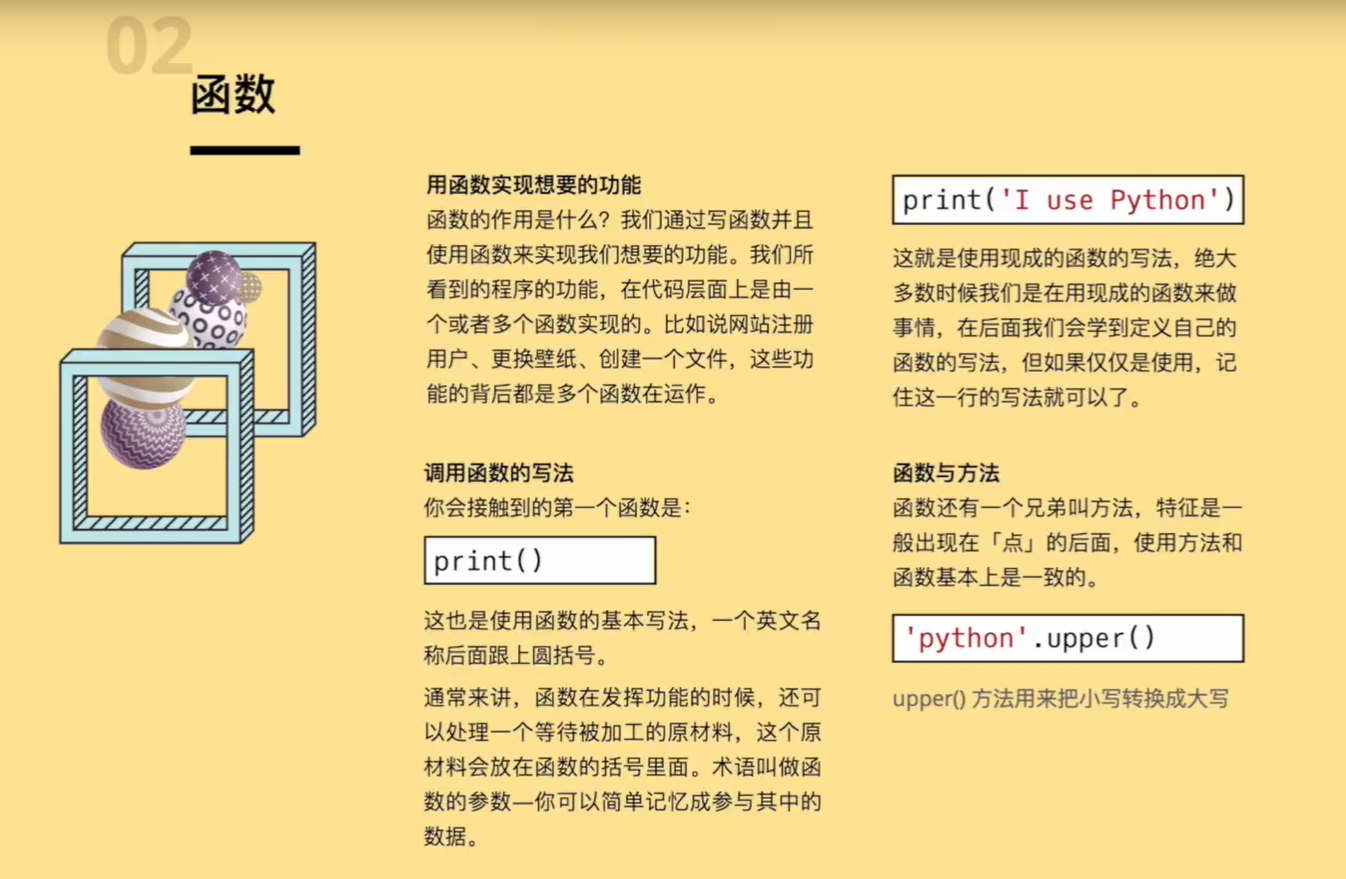 02
函数
用函数实现想要的功能
函数的作用是什么？我们通过写函数并且
使用函数来实现我们想要的功能。我们所
看到的程序的功能，在代码层面上是由一
个或者多个函数实现的。比如说网站注册
用户、更换壁纸、创建一个文件，这些功
能的背后都是多个函数在运作。
调用函数的写法
你会接触到的第一个函数是：
print()
这也是使用函数的基本写法，一个英文名
称后面跟上圆括号。
通常来讲，函数在发挥功能的时候，还可
以处理一个等待被加工的原材料，这个原
材料会放在函数的括号里面。术语叫做函
数的参数—你可以简单记忆成参与其中的
数据。
print('I use Python')
这就是使用现成的函数的写法，绝大
多数时候我们是在用现成的函数来做
事情，在后面我们会学到定义自己的
函数的写法，但如果仅仅是使用，记
住这一行的写法就可以了。
函数与方法
函数还有一个兄弟叫方法，特征是一
般出现在「点」的后面，使用方法和
函数基本上是一致的。
'python'.upper()
upper() 方法用来把小写转换成大写